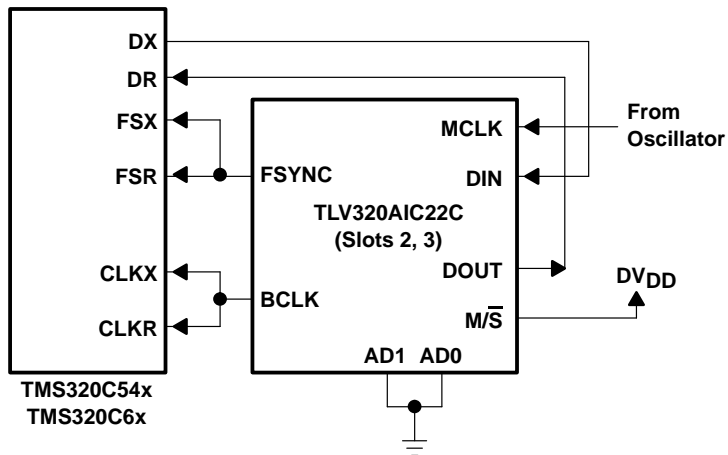 DX
DR
FSX
FSR
CLKX
CLKR
TMS320C54x
TMS320C6x
FSYNC
BCLK
TLV320AIC22C
(Slots 2, 3)
MCLK
DIN
DOUT
M/S̅
AD1 AD0
From
Oscillator
DVDD